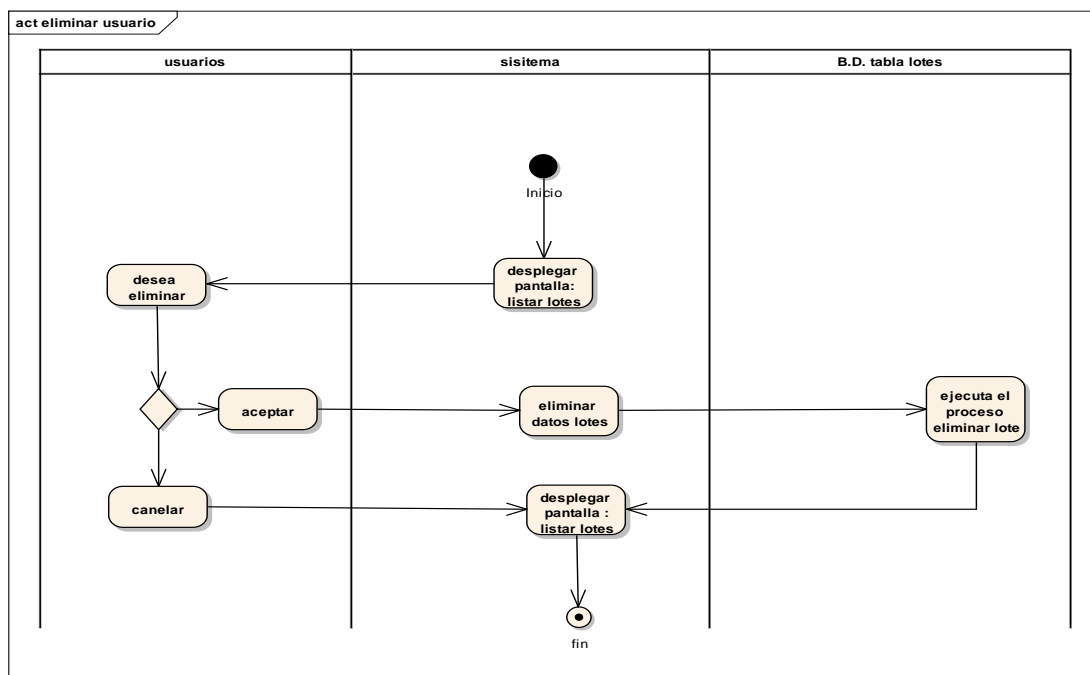 act eliminar usuario
usuarios
sisitema
B.D. tabla lotes
Inicio
desea
eliminar
desplegar
pantalla:
listar lotes
aceptar
eliminar
datos lotes
ejecuta el
proceso
eliminar lote
canelar
desplegar
pantalla :
listar lotes
fin